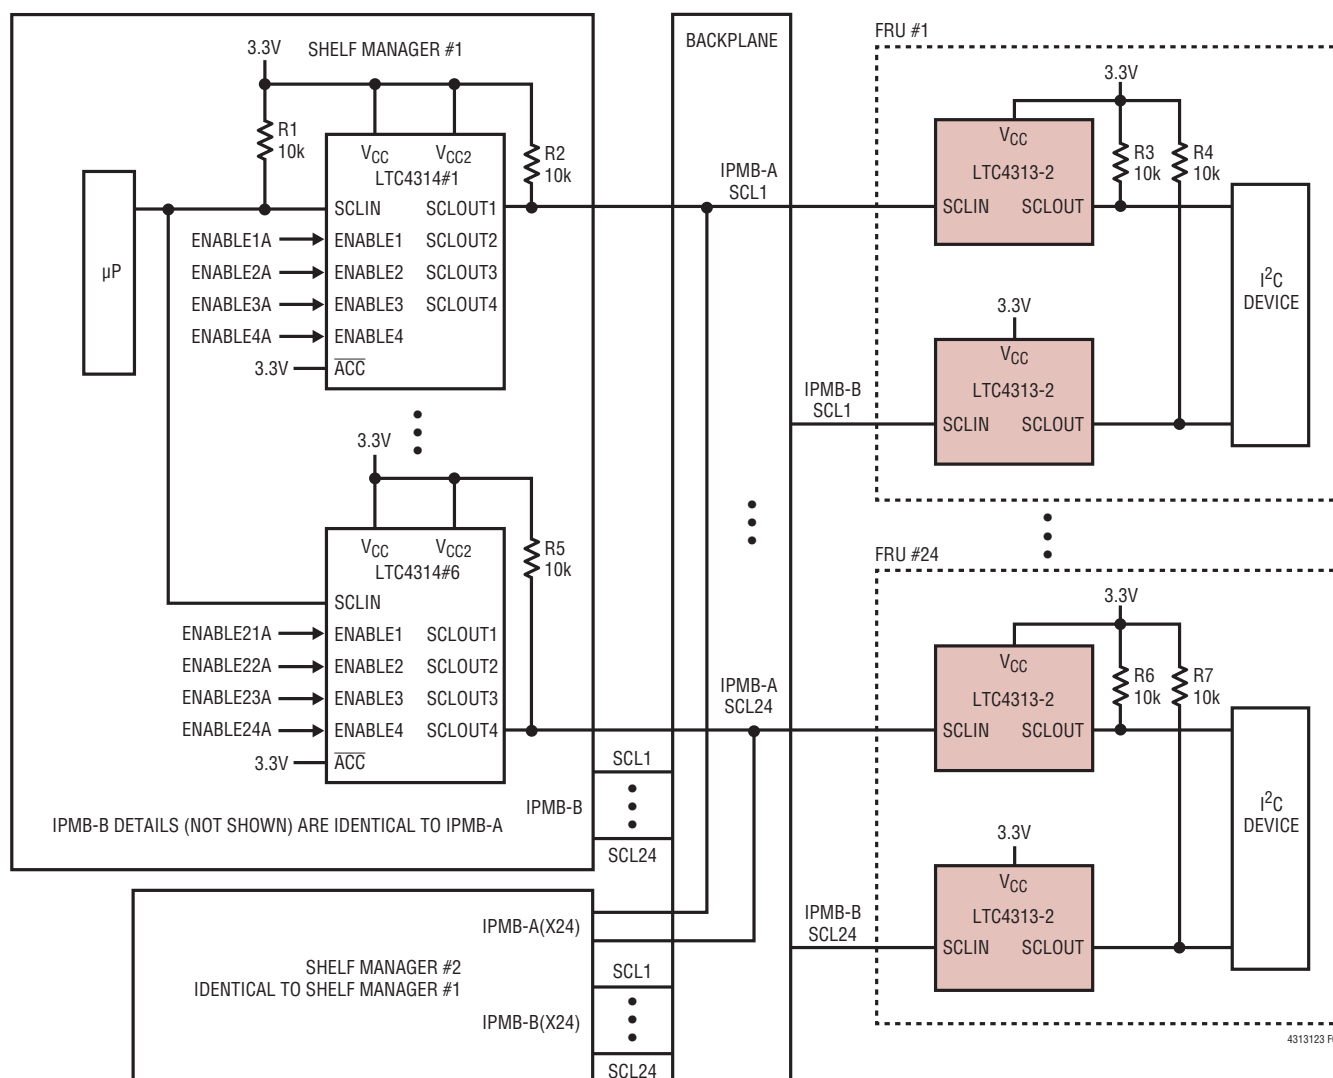 3.3V
SHELF MANAGER #1
R1
10k
VCC
VCC2
R2
10k
LTC4314#1
µP
SCLIN
SCLOUT1
ENABLE1A
ENABLE1
SCLOUT2
ENABLE2A
ENABLE2
SCLOUT3
ENABLE3A
ENABLE3
SCLOUT4
ENABLE4A
ENABLE4
3.3V
ACC
3.3V
VCC
VCC2
R5
10k
LTC4314#6
SCLIN
ENABLE21A
ENABLE1
SCLOUT1
ENABLE22A
ENABLE2
SCLOUT2
ENABLE23A
ENABLE3
SCLOUT3
ENABLE24A
ENABLE4
SCLOUT4
3.3V
ACC
IPMB-B
IPMB-B DETAILS (NOT SHOWN) ARE IDENTICAL TO IPMB-A
SCL1
SCL24
IPMB-A(X24)
SHELF MANAGER #2
IDENTICAL TO SHELF MANAGER #1
IPMB-B(X24)
SCL1
SCL24
BACKPLANE
IPMB-A
SCL1
IPMB-B
SCL1
IPMB-A
SCL24
IPMB-B
SCL24
FRU #1
3.3V
VCC
LTC4313-2
SCLIN
SCLOUT
R3
10k
R4
10k
I2C
DEVICE
3.3V
VCC
LTC4313-2
SCLIN
SCLOUT
FRU #24
3.3V
VCC
LTC4313-2
SCLIN
SCLOUT
R6
10k
R7
10k
I2C
DEVICE
3.3V
VCC
LTC4313-2
SCLIN
SCLOUT